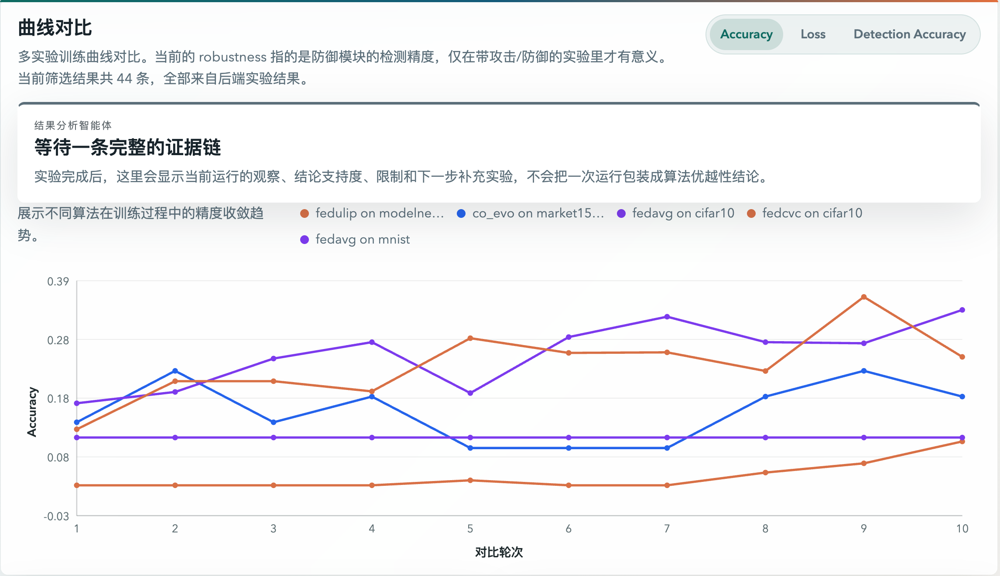 曲线对比
Accuracy Loss Detection Accuracy
多实验训练曲线对比。当前的 robustness 指的是防御模块的检测精度，仅在带攻击/防御的实验里才有意义。
当前筛选结果共 44 条，全部来自后端实验结果。
结果分析智能体
等待一条完整的证据链
实验完成后，这里会显示当前运行的观察、结论支持度、限制和下一步补充实验，不会把一次运行包装成算法优越性结论。
展示不同算法在训练过程中的精度收敛趋
势。
fedulip on modelne... co_evo on market15... fedavg on cifar10 fedcvc on cifar10
fedavg on mnist
0.39
0.28
0.18
0.08
-0.03
Accuracy
1 2 3 4 5 6 7 8 9 10
对比轮次